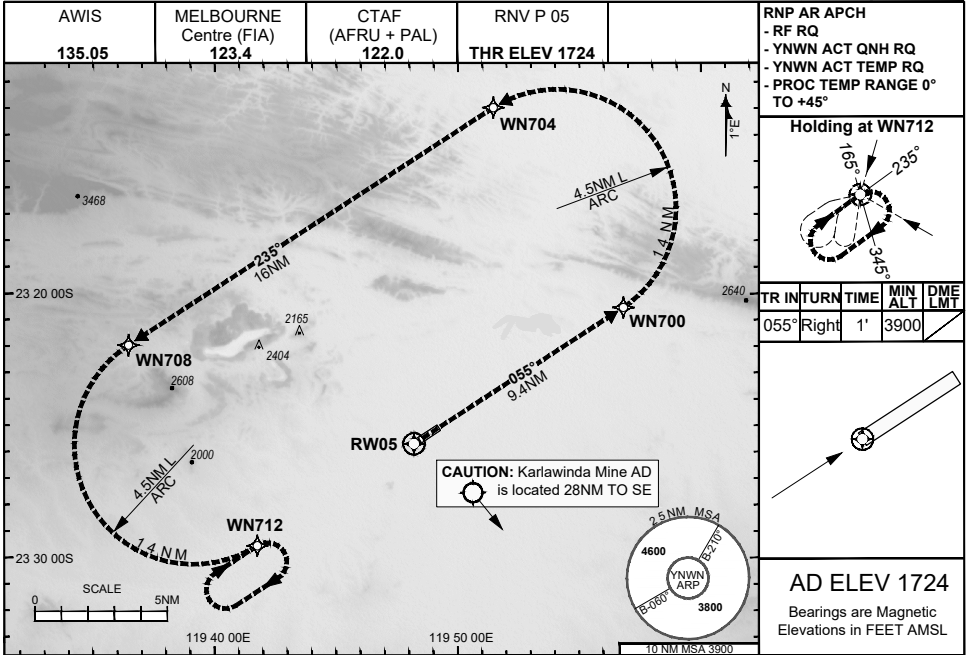 AWIS
135.05
MELBOURNE
Centre (FIA)
123.4
CTAF
(AFRU + PAL)
122.0
RNV P 05
THR ELEV 1724
RNP AR APCH
- RF RQ
- YNWN ACT QNH RQ
- YNWN ACT TEMP RQ
- PROC TEMP RANGE 0°
TO +45°
Holding at WN712
165°
235°
345°
TR IN TURN TIME MIN ALT DME LMT
055° Right 1' 3900
N
1°E
WN704
4.5NM L
ARC
14 NM
3468
235°
16NM
23 20 00S
2640
WN700
2165
2404
WN708
2608
055°
9.4NM
RW05
2000
4.5NM L
ARC
CAUTION: Karlawinda Mine AD
is located 28NM TO SE
WN712
14 NM
23 30 00S
SCALE
0 5NM
119 40 00E
119 50 00E
25 NM MSA
4600
B-210°
YNWN
ARP
B-060°
3800
10 NM MSA 3900
AD ELEV 1724
Bearings are Magnetic
Elevations in FEET AMSL